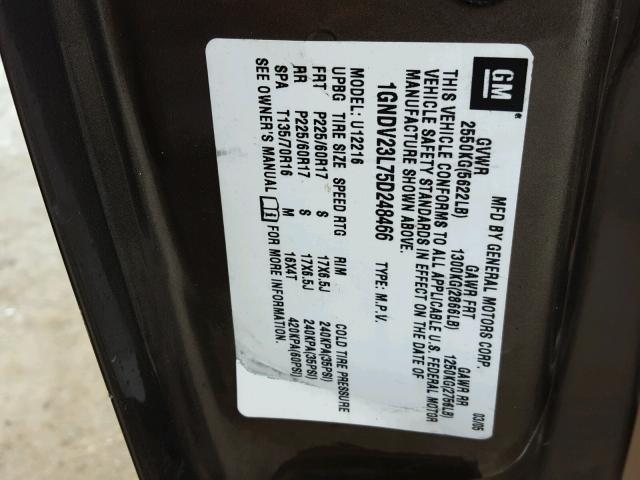 GM
MFD BY GENERAL MOTORS CORP. 03/05
GVWR GAWR FRT GAWR RR
2550KG(5622LB) 1300KG(2866LB) 1250KG(2756LB)
THIS VEHICLE CONFORMS TO ALL APPLICABLE U.S. FEDERAL MOTOR
VEHICLE SAFETY STANDARDS IN EFFECT ON THE DATE OF
MANUFACTURE SHOWN ABOVE.
1GNDV23L75D248466 TYPE: M.P.V.
MODEL: U12216
UPBG TIRE SIZE SPEED RTG RIM COLD TIRE PRESSURE
FRT P225/60R17 S 17X6.5J 240KPA(35PSI)
RR P225/60R17 S 17X6.5J 240KPA(35PSI)
SPA T135/70R16 M 16X4T 420KPA(60PSI)
SEE OWNER'S MANUAL FOR MORE INFORMATION.